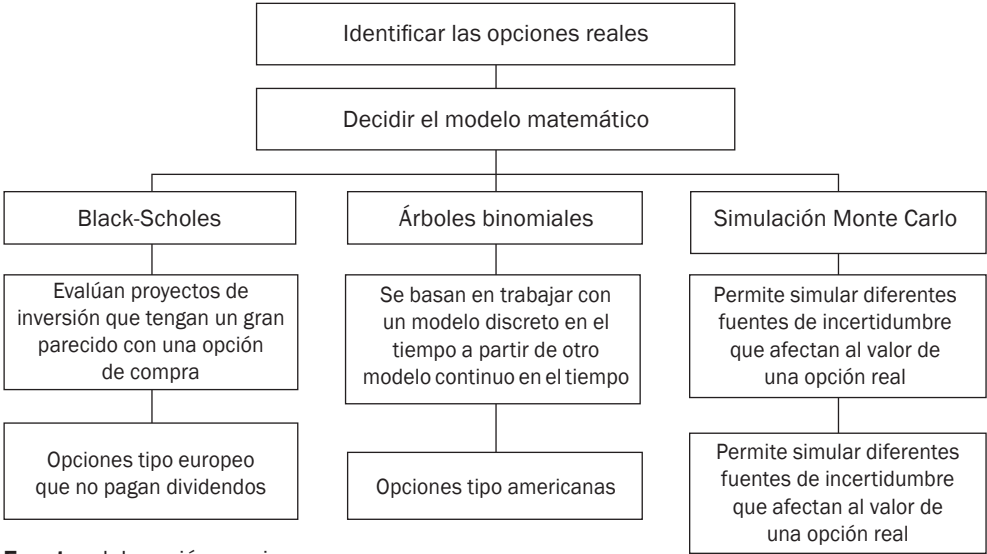 Identificar las opciones reales
Decidir el modelo matemático
Black-Scholes
Árboles binomiales
Simulación Monte Carlo
Evalúan proyectos de
inversión que tengan un gran
parecido con una opción
de compra
Se basan en trabajar con
un modelo discreto en el
tiempo a partir de otro
modelo continuo en el tiempo
Permite simular diferentes
fuentes de incertidumbre
que afectan al valor de
una opción real
Opciones tipo europeo
que no pagan dividendos
Opciones tipo americanas
Permite simular diferentes
fuentes de incertidumbre
que afectan al valor de
una opción real